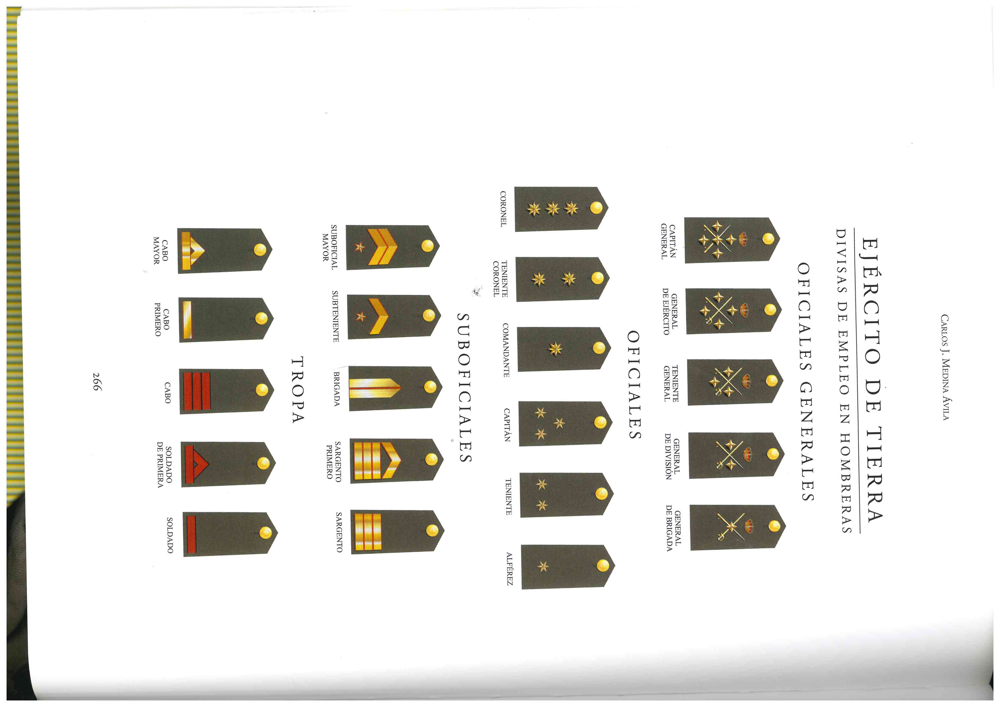 CARLOS J. MEDINA ÁVILA
EJÉRCITO DE TIERRA
DIVISAS DE EMPLEO EN HOMBRERAS
OFICIALES GENERALES
CAPITÁN
GENERAL
GENERAL
DE EJÉRCITO
TENIENTE
GENERAL
GENERAL
DE DIVISIÓN
GENERAL
DE BRIGADA
OFICIALES
CORONEL
TENIENTE
CORONEL
COMANDANTE
CAPITÁN
TENIENTE
ALFÉREZ
SUBOFICIALES
SUBOFICIAL
MAYOR
SUBTENIENTE
BRIGADA
SARGENTO
PRIMERO
SARGENTO
TROPA
CABO
MAYOR
CABO
PRIMERO
CABO
SOLDADO
DE PRIMERA
SOLDADO
266